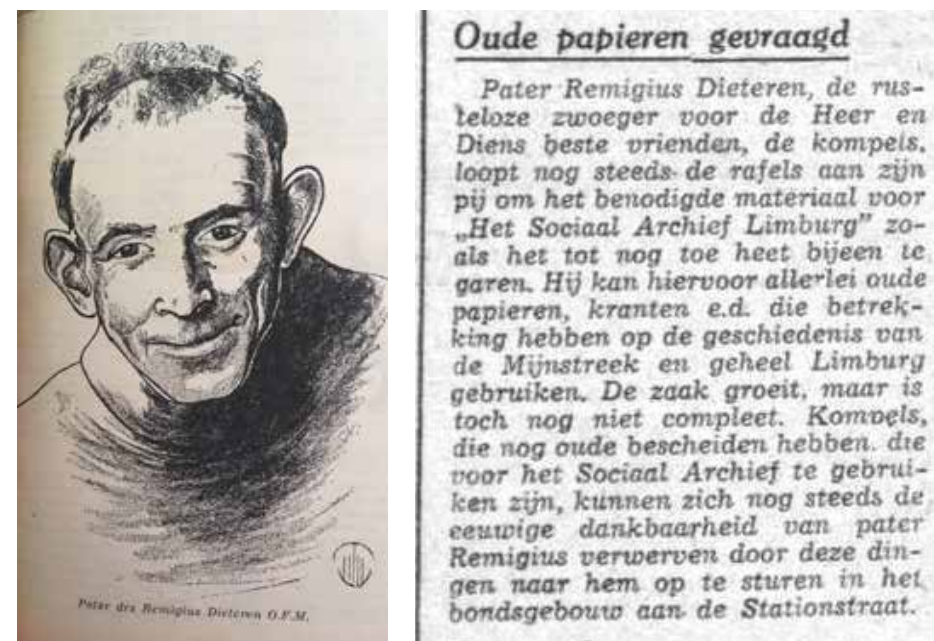 Pater drs Remigius Dieteren O.F.M.
Oude papieren gevraagd
Pater Remigius Dieteren, de rus-
teloze zwoeger voor de Heer en
Diens beste vrienden, de kompels,
loopt nog steeds de rafels aan zijn
pij om het benodigde materiaal voor
„Het Sociaal Archief Limburg” zo-
als het tot nog toe heet bijeen te
garen. Hij kan hiervoor allerlei oude
papieren, kranten e.d. die betrek-
king hebben op de geschiedenis van
de Mijnstreek en geheel Limburg
gebruiken. De zaak groeit, maar is
toch nog niet compleet. Kompels,
die nog oude bescheiden hebben. die
voor het Sociaal Archief te gebrui-
ken zijn, kunnen zich nog steeds de
eeuwige dankbaarheid van pater
Remigius verwerven door deze din-
gen naar hem op te sturen in het
bondsgebouw aan de Stationstraat.